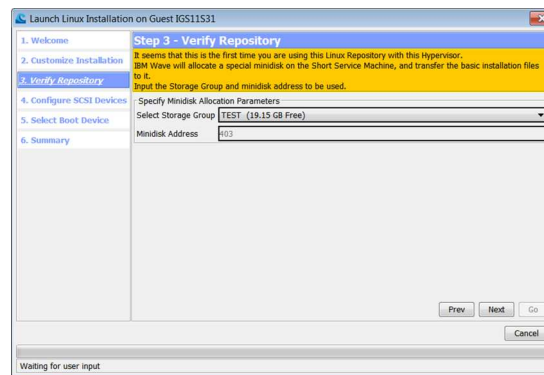 Launch Linux Installation on Guest IGS11S31
1. Welcome
2. Customize Installation
3. Verify Repository
4. Configure SCSI Devices
5. Select Boot Device
6. Summary
Step 3 - Verify Repository
It seems that this is the first time you are using this Linux Repository with this Hypervisor.
IBM Wave will allocate a special minidisk on the Short Service Machine, and transfer the basic installation files
to it.
Input the Storage Group and minidisk address to be used.
Specify Minidisk Allocation Parameters
Select Storage Group TEST (19.15 GB Free)
Minidisk Address 403
Prev Next Go
Cancel
Waiting for user input